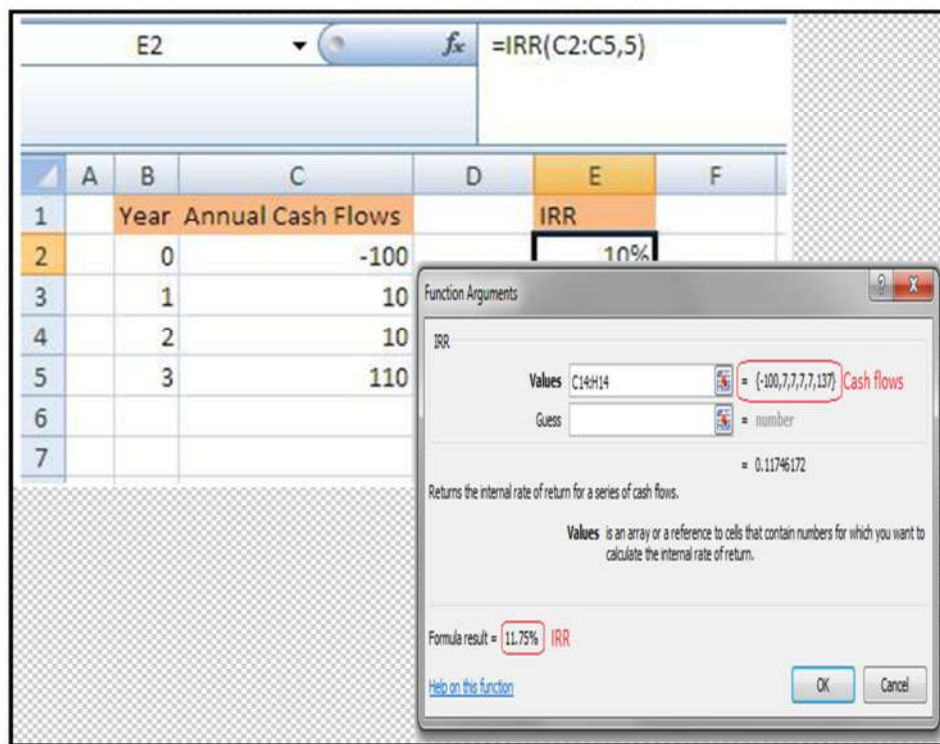 E2 fx =IRR(C2:C5,5)
A B C D E F
1 Year Annual Cash Flows IRR
2 0 -100 10%
3 1 10
4 2 10
5 3 110
6
7
Function Arguments
? X
IRR
Values C14:H14 = {-100,7,7,7,7,137} Cash flows
Guess = number
= 0.11746172
Returns the internal rate of return for a series of cash flows.
Values is an array or a reference to cells that contain numbers for which you want to
calculate the internal rate of return.
Formula result = 11.75% IRR
Help on this function
OK Cancel